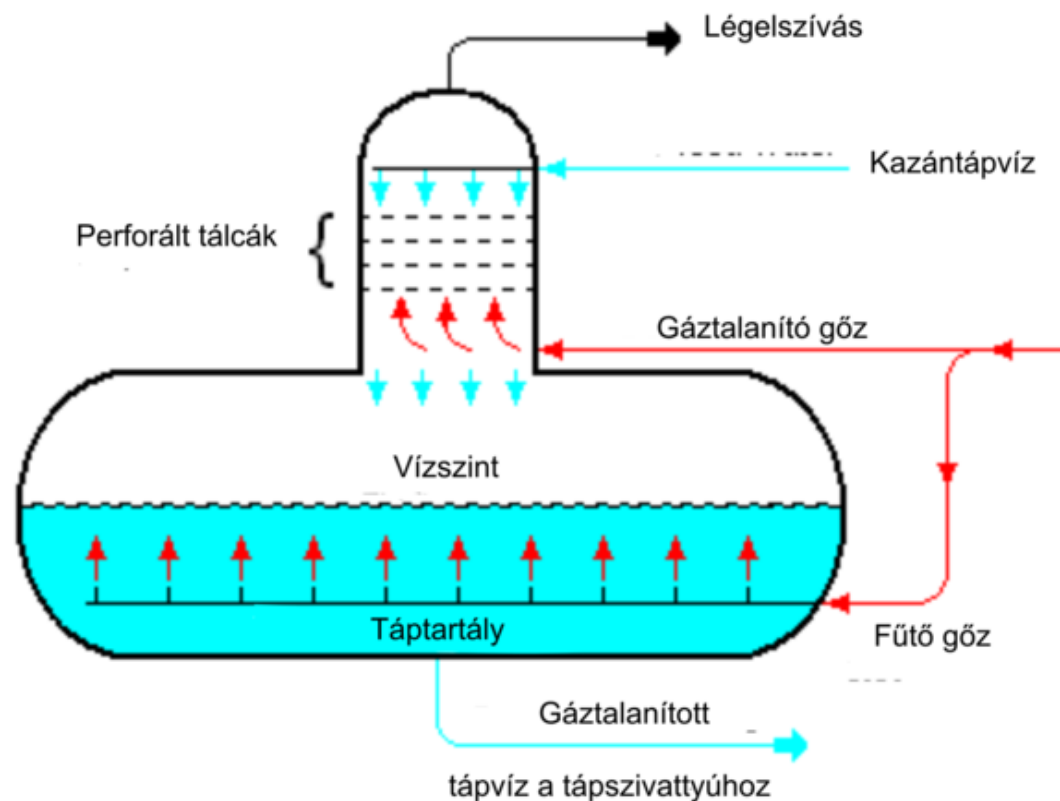 Légelszívás
Kazántápvíz
Perforált tálcák
Gáztalanító gőz
Vízszint
Táptartály
Fűtő gőz
Gáztalanított
tápvíz a tápszivattyúhoz